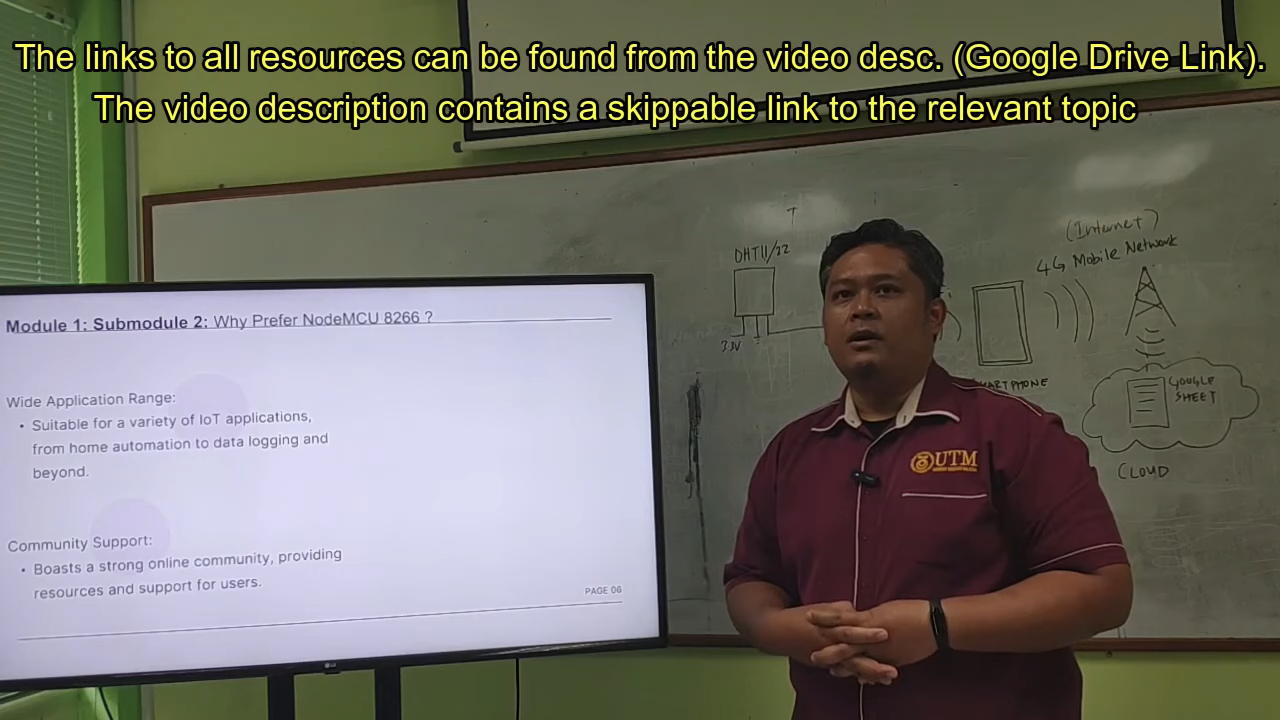 The links to all resources can be found from the video desc. (Google Drive Link).
The video description contains a skippable link to the relevant topic
Module 1: Submodule 2: Why Prefer NodeMCU 8266 ?
Wide Application Range:
• Suitable for a variety of IoT applications,
from home automation to data logging and
beyond.
Community Support:
• Boasts a strong online community, providing
resources and support for users.
PAGE 06
LG
T
DHT11/22
3.3V
(Internet)
4G Mobile Network
GOOGLE
SHEET
CLOUD
UTM